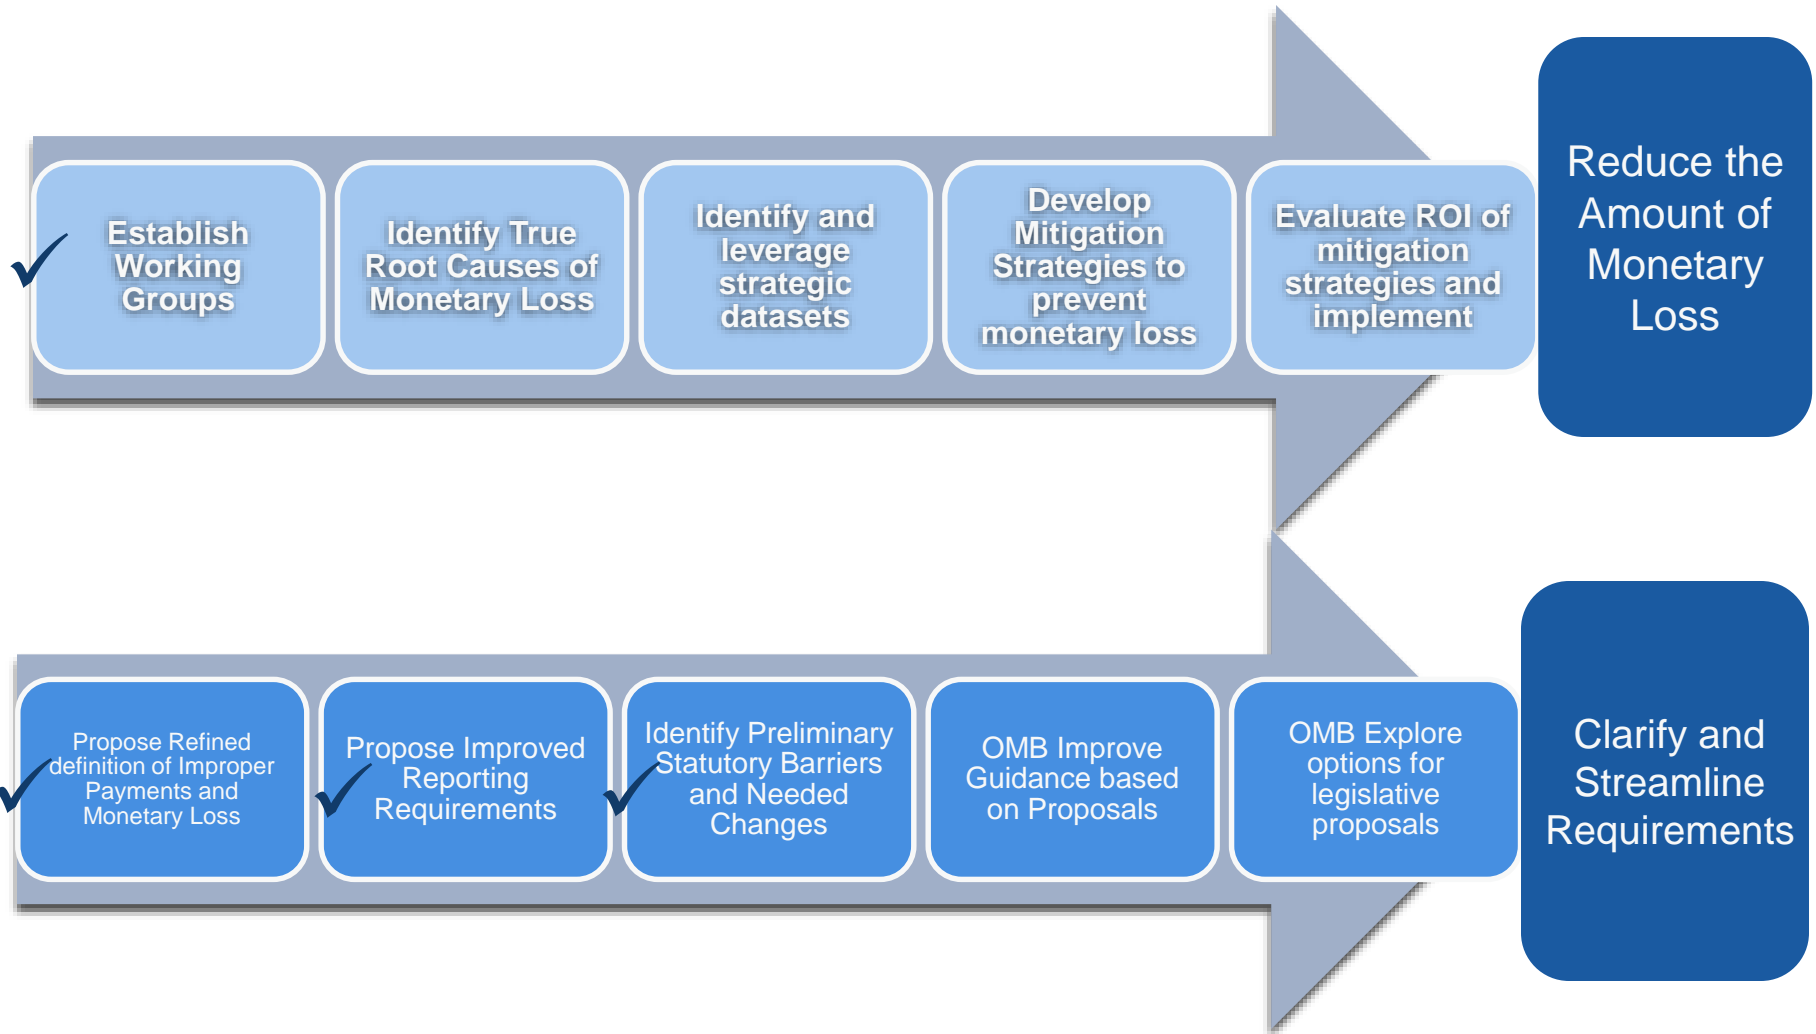 Establish
Working
Groups
Identify True
Root Causes of
Monetary Loss
Identify and
leverage
strategic
datasets
Develop
Mitigation
Strategies to
prevent
monetary loss
Evaluate ROI of
mitigation
strategies and
implement
Reduce the
Amount of
Monetary
Loss
Propose Refined
definition of Improper
Payments and
Monetary Loss
Propose Improved
Reporting
Requirements
Identify Preliminary
Statutory Barriers
and Needed
Changes
OMB Improve
Guidance based
on Proposals
OMB Explore
options for
legislative
proposals
Clarify and
Streamline
Requirements